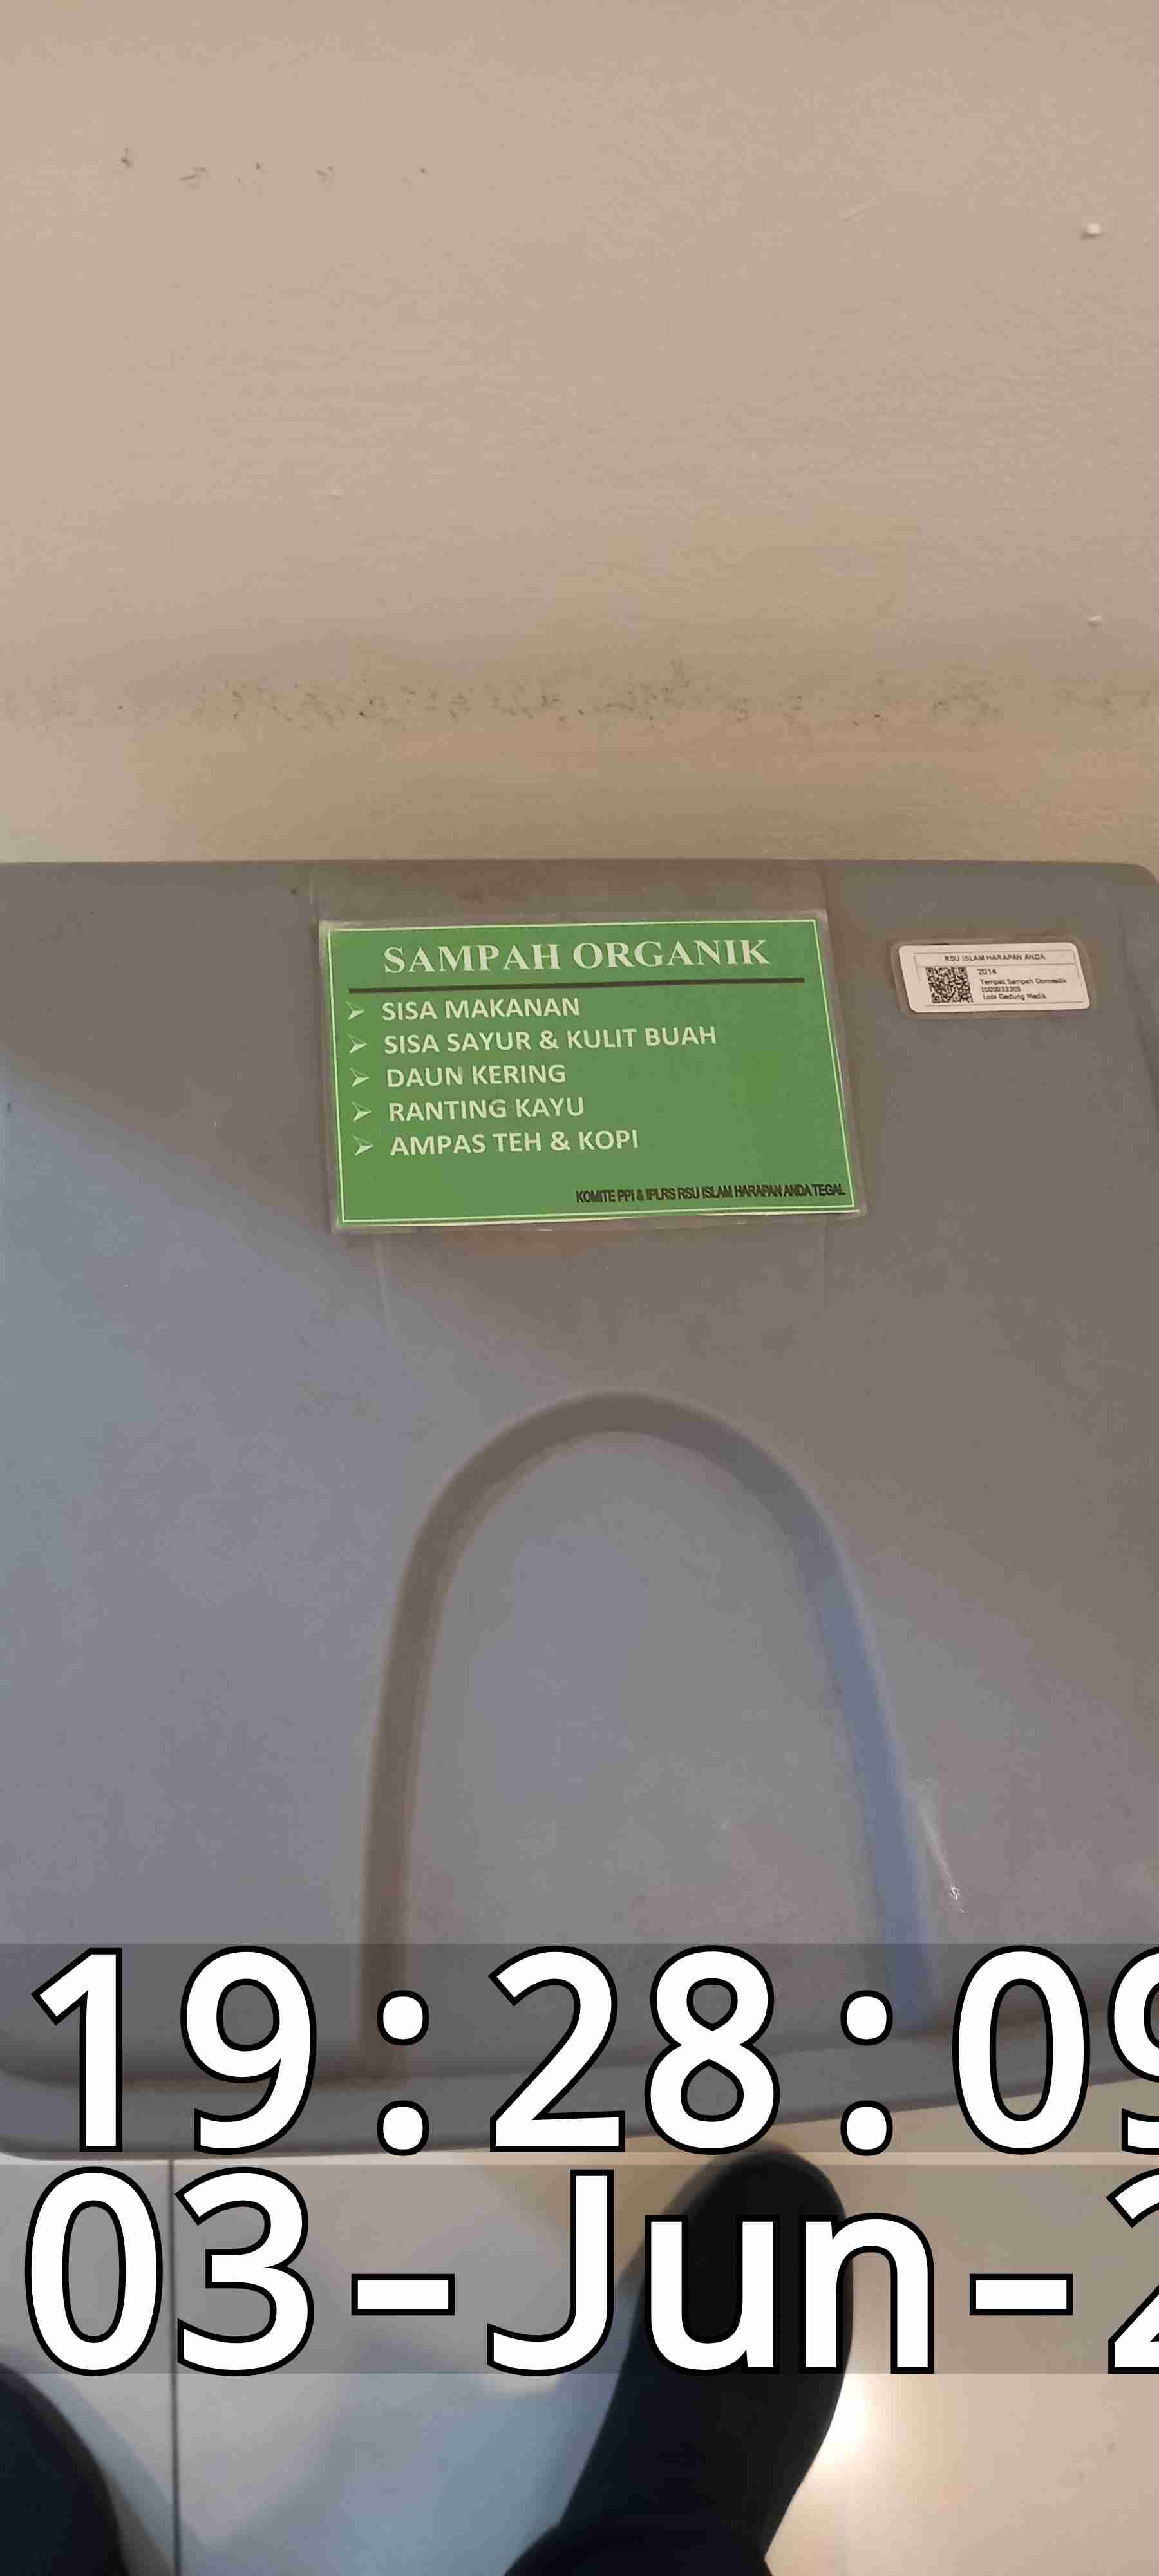 SAMPAH ORGANIK
➢ SISA MAKANAN
➢ SISA SAYUR & KULIT BUAH
➢ DAUN KERING
➢ RANTING KAYU
➢ AMPAS TEH & KOPI
KOMITE PPI & IPLRS RSU ISLAM HARAPAN ANDA TEGAL
RSU ISLAM HARAPAN ANDA
2014
Tempat Sampah Domestik
Lobi Gedung Medik
19:28:09
03-Jun-2